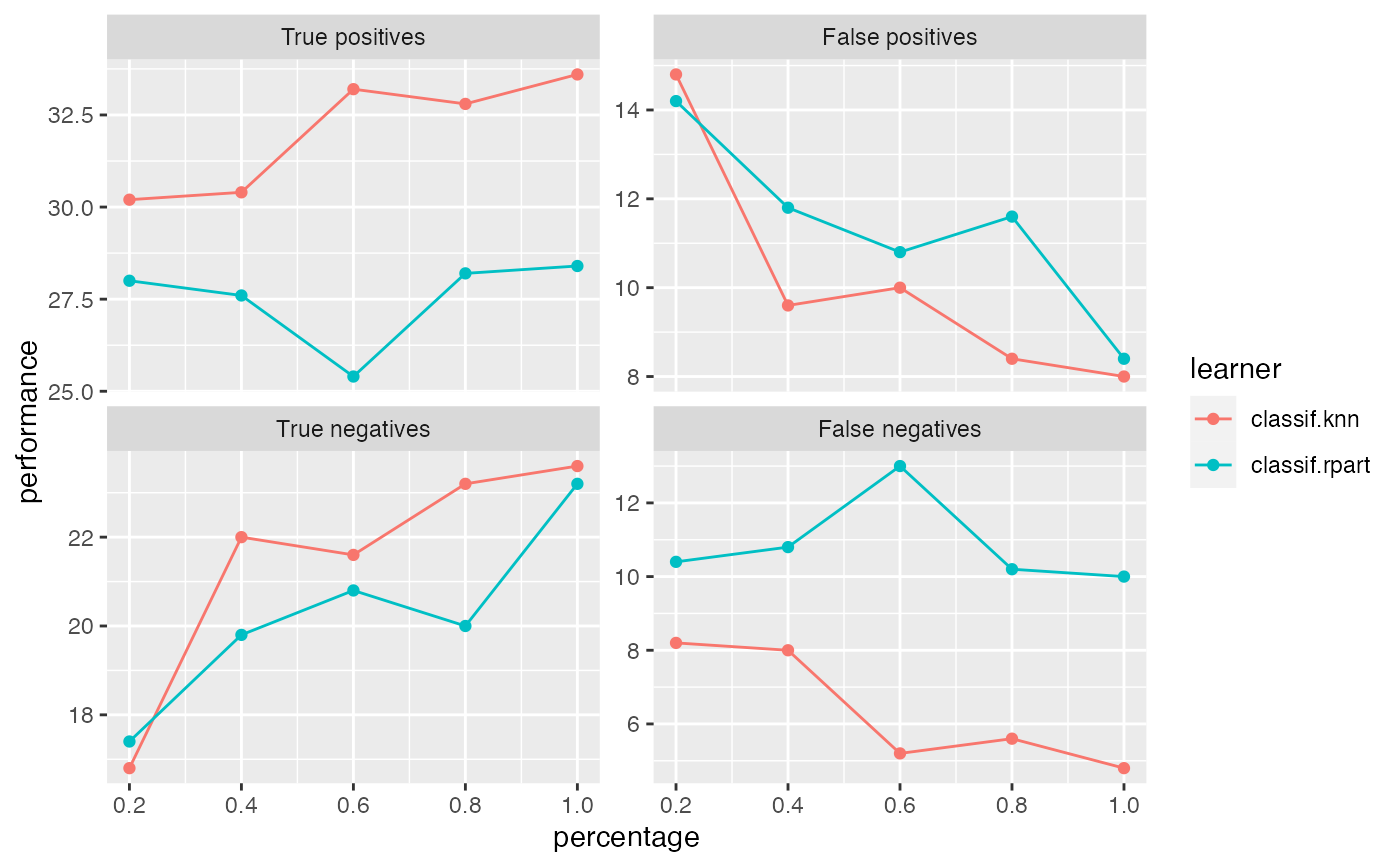 True positives
False positives
32.5
30.0
27.5
25.0
14
12
10
8
True negatives
False negatives
22
20
18
12
10
8
6
0.2 0.4 0.6 0.8 1.0
0.2 0.4 0.6 0.8 1.0
percentage
performance
learner
classif.knn
classif.rpart